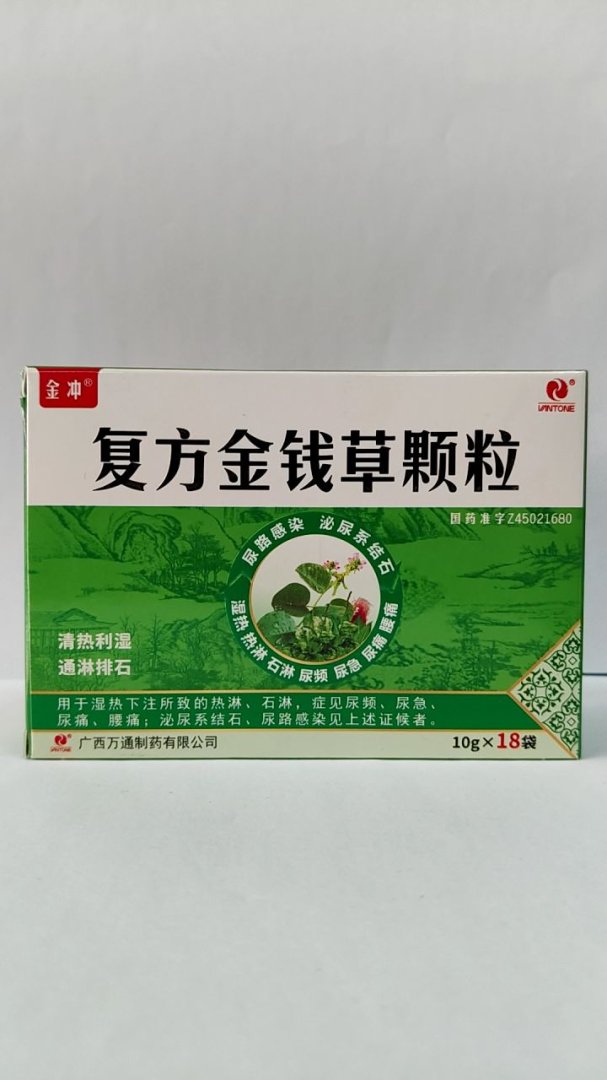 金冲®
VANTONE®
复方金钱草颗粒
国药准字Z45021680
尿路感染 泌尿系结石
湿热 热淋 石淋 尿频 尿急 尿痛 腰痛
清热利湿
通淋排石
用于湿热下注所致的热淋、石淋，症见尿频、尿急、
尿痛、腰痛；泌尿系结石、尿路感染见上述证候者。
VANTONE 广西万通制药有限公司
10g×18袋